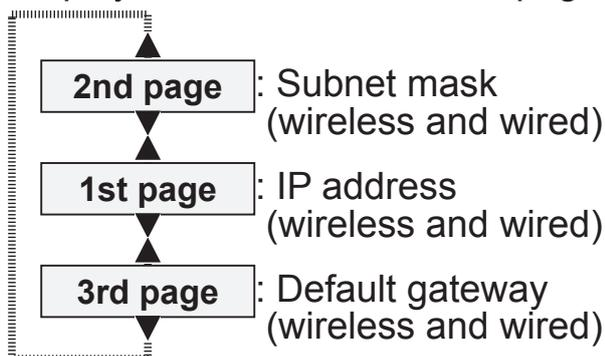 2nd page : Subnet mask
(wireless and wired)
1st page : IP address
(wireless and wired)
3rd page : Default gateway
(wireless and wired)